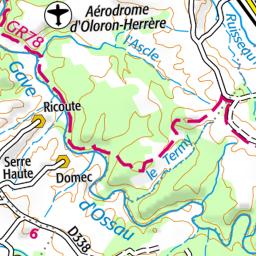 Aérodrome
d'Oloron-Herrère
GR78
l'Ascle
Ruisseau
Gave
Ricoute
Serre
Haute
Domec
le Termy
d'Ossau
D338
6